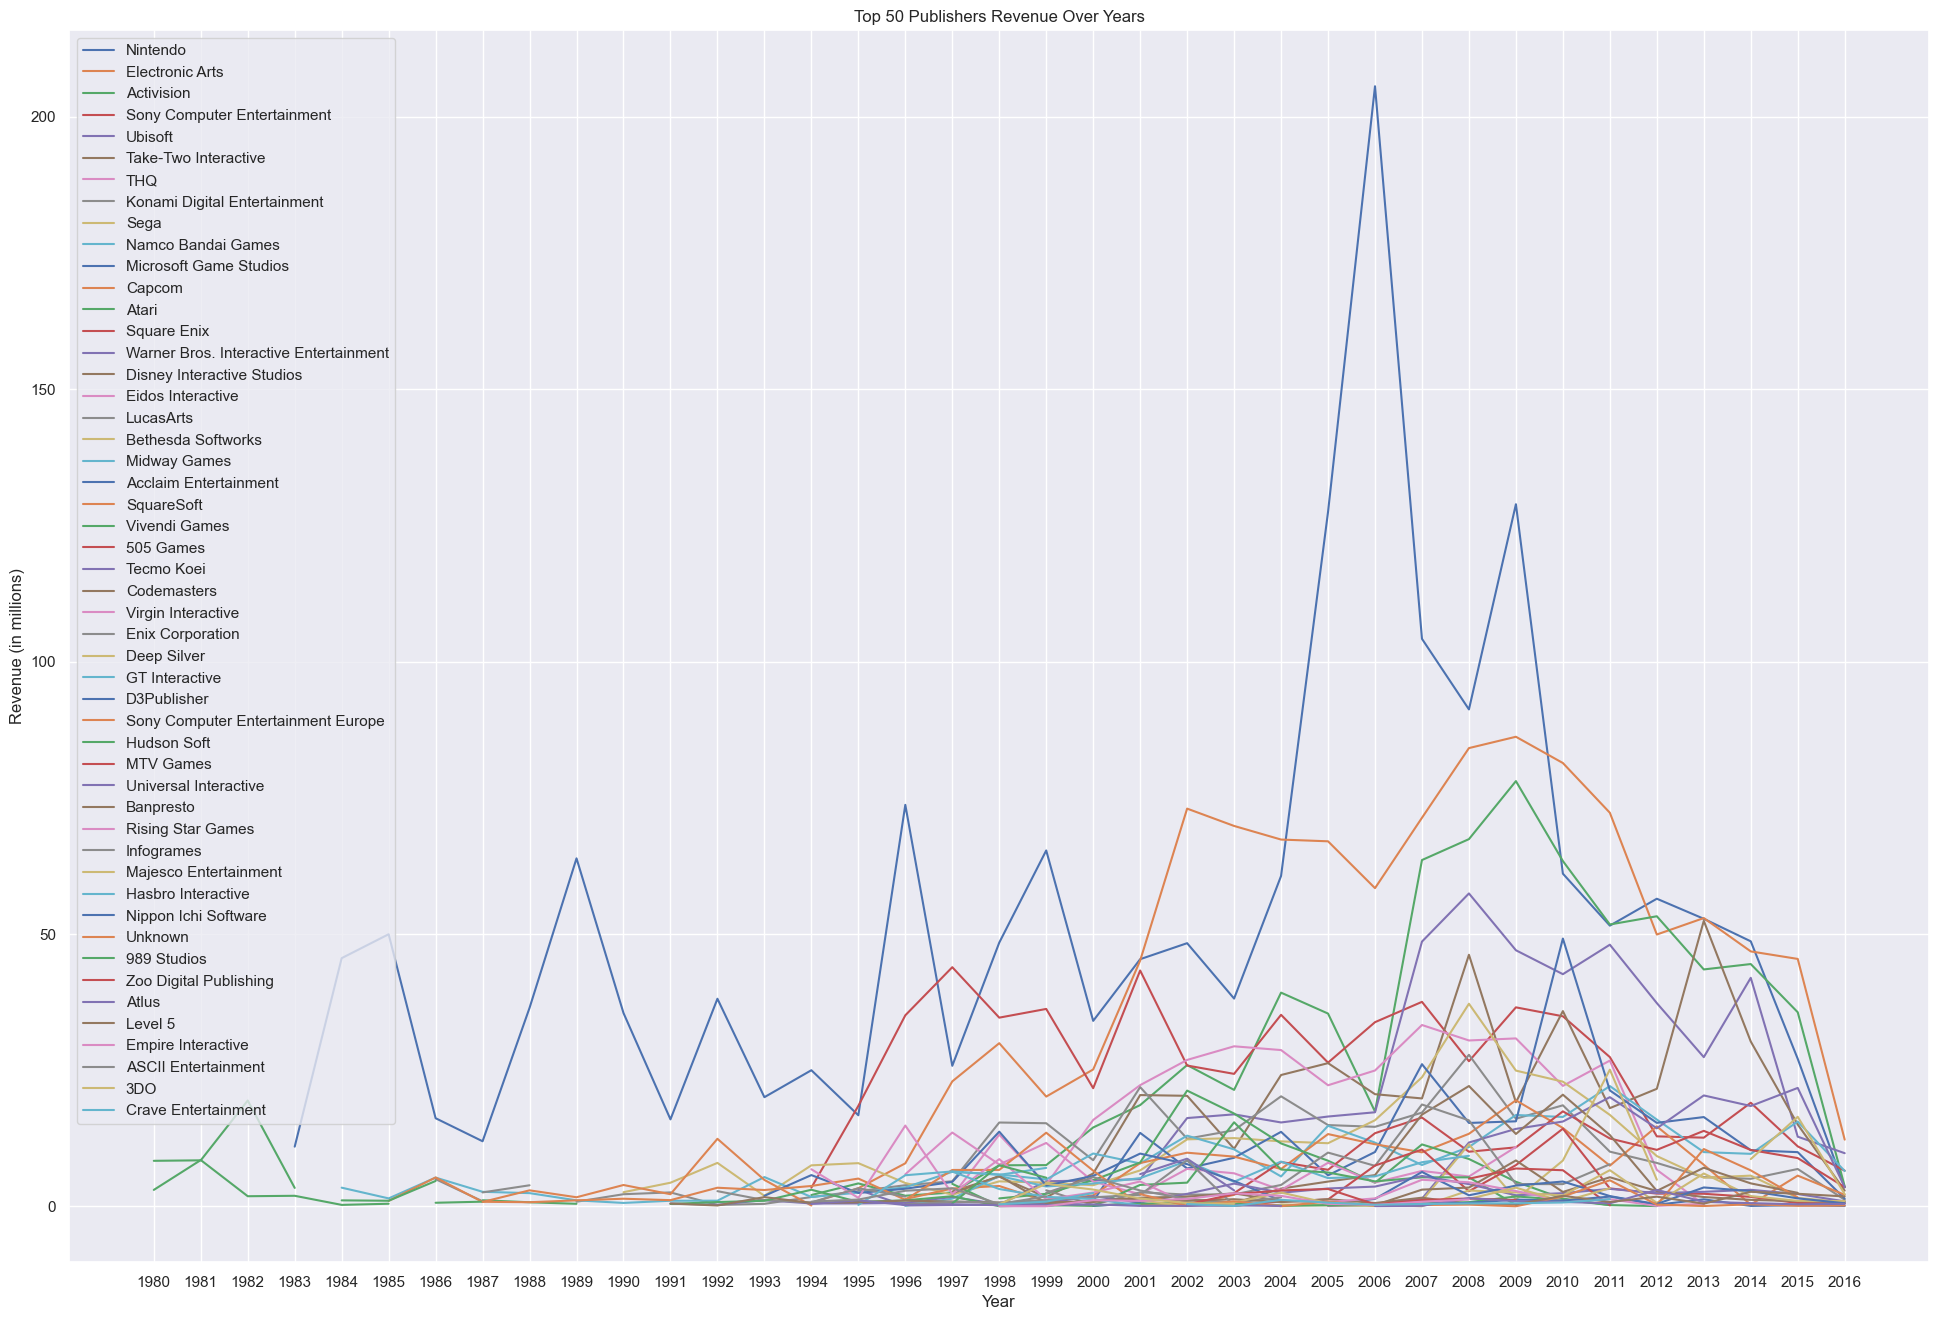 Top 50 Publishers Revenue Over Years
Nintendo
Electronic Arts
Activision
Sony Computer Entertainment
Ubisoft
Take-Two Interactive
THQ
Konami Digital Entertainment
Sega
Namco Bandai Games
Microsoft Game Studios
Capcom
Atari
Square Enix
Warner Bros. Interactive Entertainment
Disney Interactive Studios
Eidos Interactive
LucasArts
Bethesda Softworks
Midway Games
Acclaim Entertainment
SquareSoft
Vivendi Games
505 Games
Tecmo Koei
Codemasters
Virgin Interactive
Enix Corporation
Deep Silver
GT Interactive
D3Publisher
Sony Computer Entertainment Europe
Hudson Soft
MTV Games
Universal Interactive
Banpresto
Rising Star Games
Infogrames
Majesco Entertainment
Hasbro Interactive
Nippon Ichi Software
Unknown
989 Studios
Zoo Digital Publishing
Atlus
Level 5
Empire Interactive
ASCII Entertainment
3DO
Crave Entertainment
200
150
100
50
0
Revenue (in millions)
1980 1981 1982 1983 1984 1985 1986 1987 1988 1989 1990 1991 1992 1993 1994 1995 1996 1997 1998 1999 2000 2001 2002 2003 2004 2005 2006 2007 2008 2009 2010 2011 2012 2013 2014 2015 2016
Year